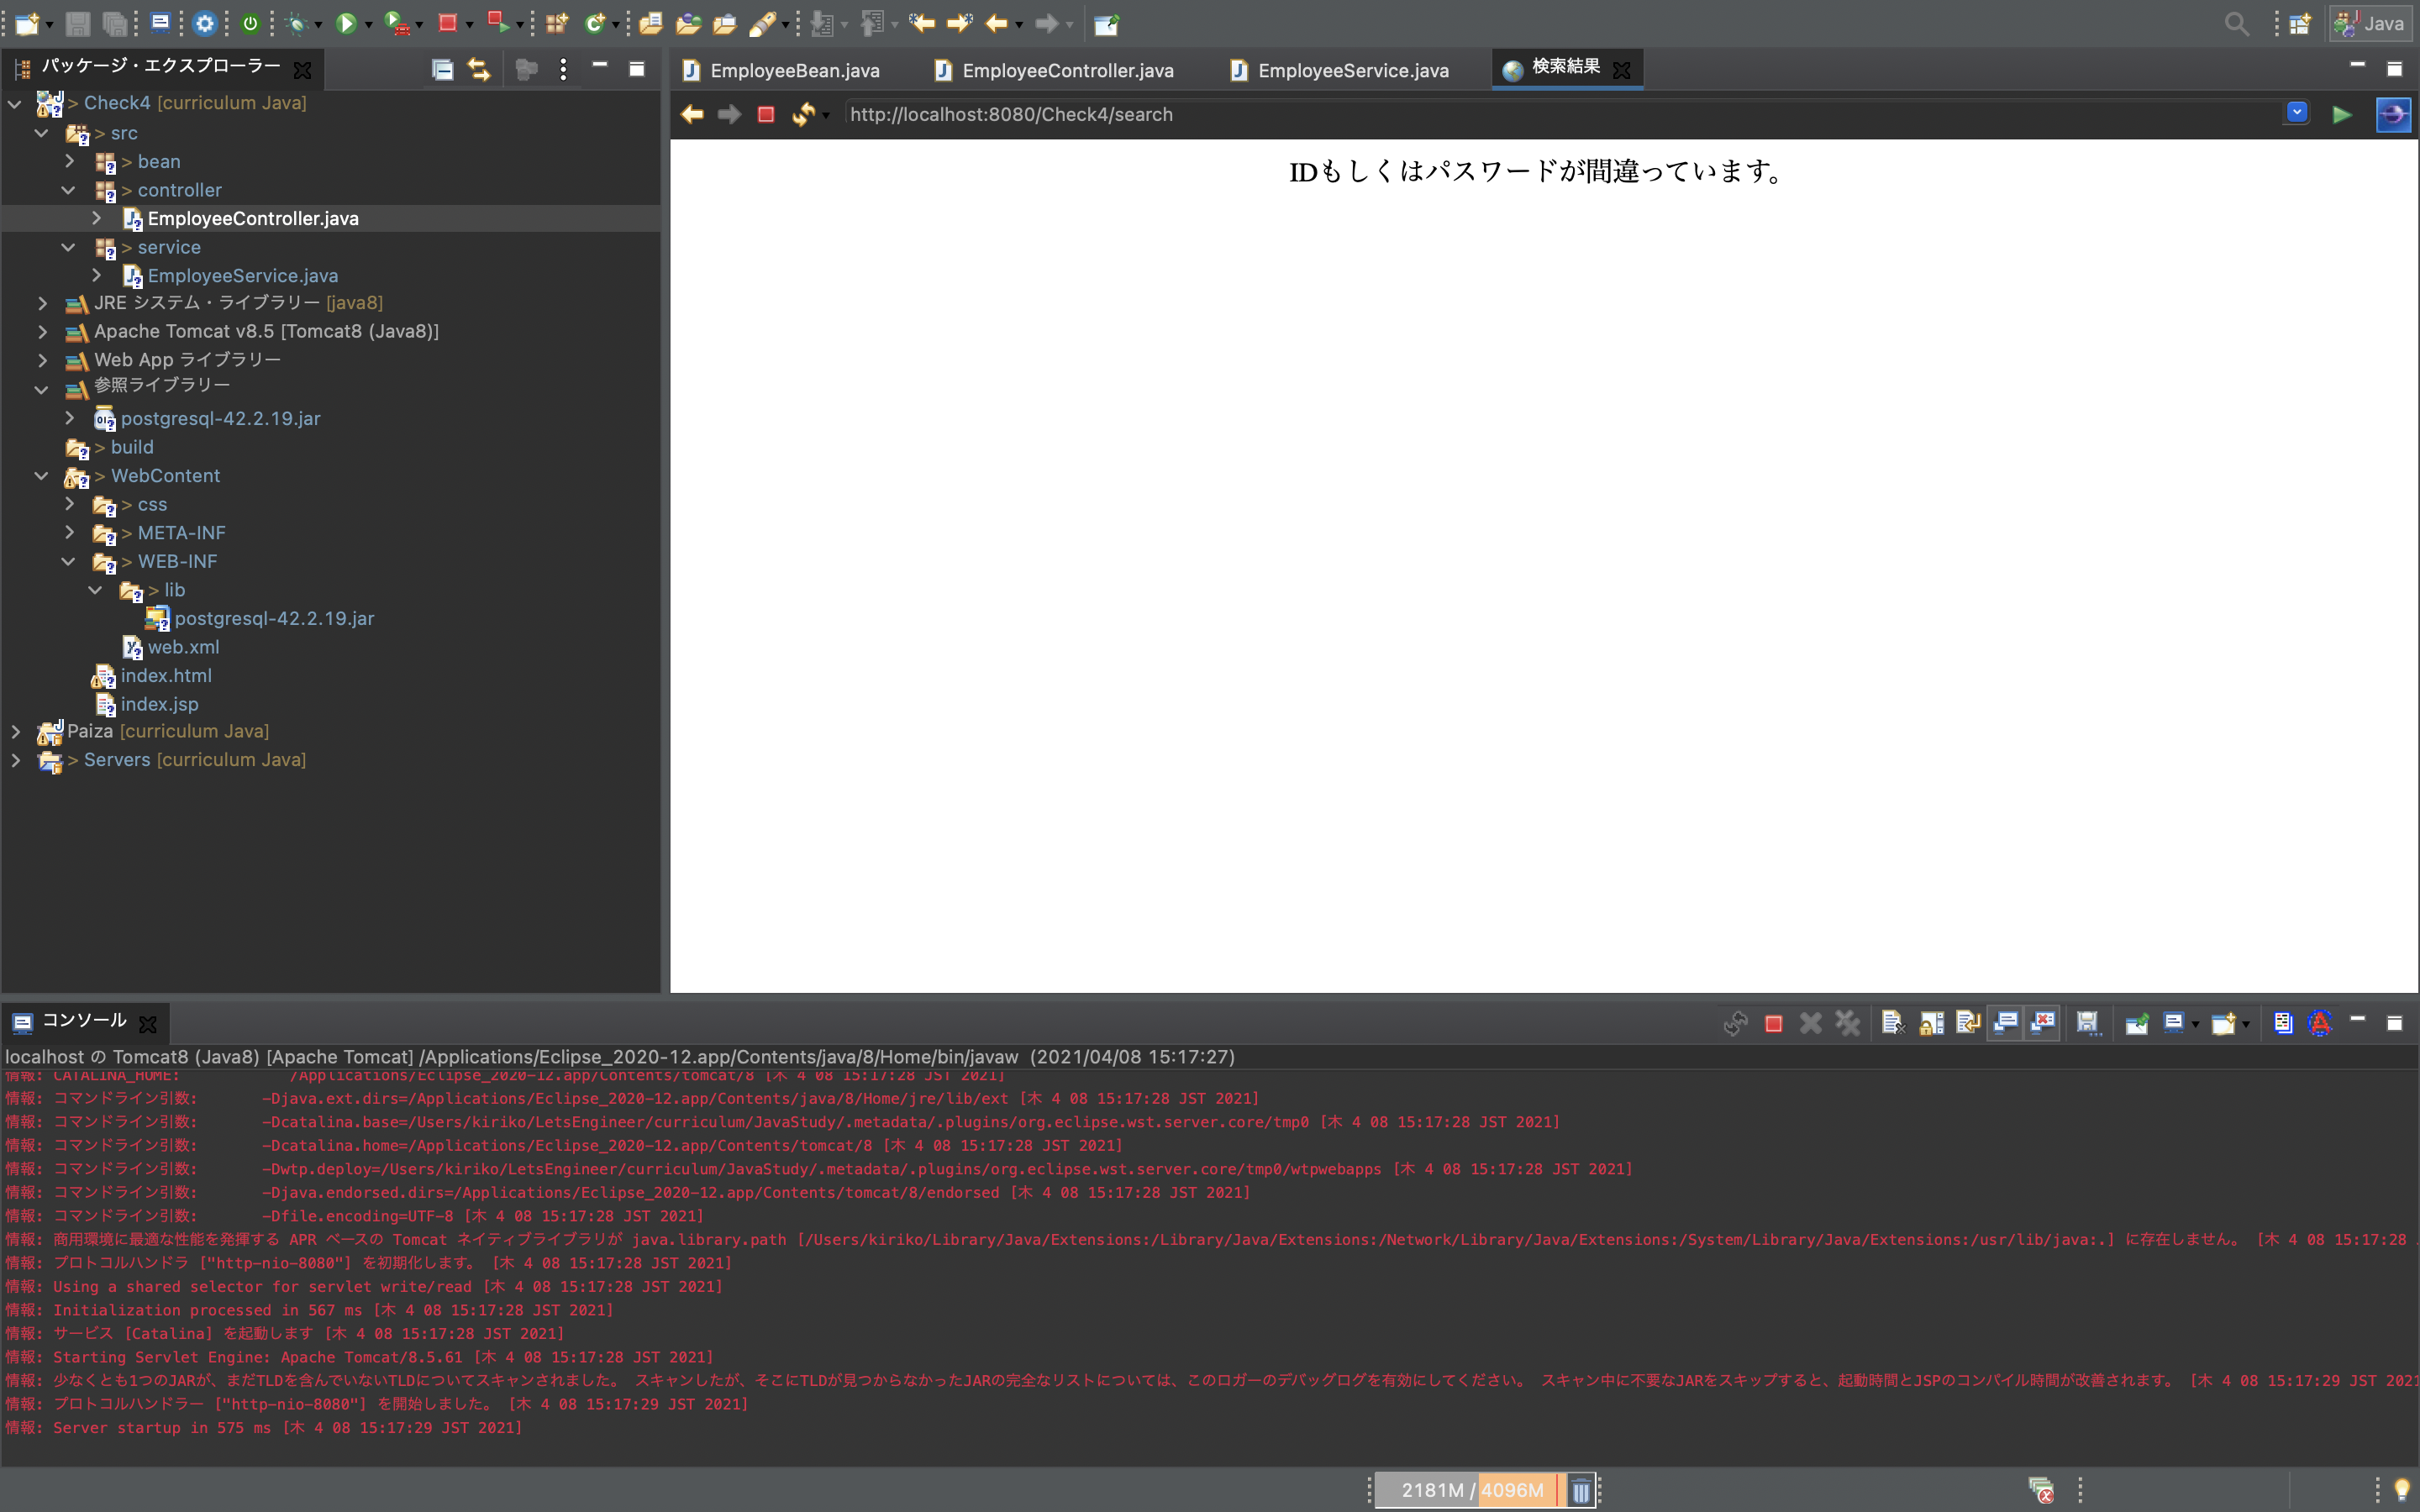 Java
パッケージ・エクスプローラー
> Check4 [curriculum Java]
> src
> bean
> controller
EmployeeController.java
> service
EmployeeService.java
JRE システム・ライブラリー [java8]
Apache Tomcat v8.5 [Tomcat8 (Java8)]
Web App ライブラリー
参照ライブラリー
postgresql-42.2.19.jar
> build
> WebContent
> css
> META-INF
> WEB-INF
> lib
postgresql-42.2.19.jar
web.xml
index.html
index.jsp
Paiza [curriculum Java]
> Servers [curriculum Java]
EmployeeBean.java
EmployeeController.java
EmployeeService.java
検索結果
http://localhost:8080/Check4/search
IDもしくはパスワードが間違っています。
コンソール
localhost の Tomcat8 (Java8) [Apache Tomcat] /Applications/Eclipse_2020-12.app/Contents/java/8/Home/bin/javaw  (2021/04/08 15:17:27)
情報: CATALINA_HOME: /Applications/Eclipse_2020-12.app/Contents/tomcat/8 [木 4 08 15:17:28 JST 2021]
情報: コマンドライン引数: -Djava.ext.dirs=/Applications/Eclipse_2020-12.app/Contents/java/8/Home/jre/lib/ext [木 4 08 15:17:28 JST 2021]
情報: コマンドライン引数: -Dcatalina.base=/Users/kiriko/LetsEngineer/curriculum/JavaStudy/.metadata/.plugins/org.eclipse.wst.server.core/tmp0 [木 4 08 15:17:28 JST 2021]
情報: コマンドライン引数: -Dcatalina.home=/Applications/Eclipse_2020-12.app/Contents/tomcat/8 [木 4 08 15:17:28 JST 2021]
情報: コマンドライン引数: -Dwtp.deploy=/Users/kiriko/LetsEngineer/curriculum/JavaStudy/.metadata/.plugins/org.eclipse.wst.server.core/tmp0/wtpwebapps [木 4 08 15:17:28 JST 2021]
情報: コマンドライン引数: -Djava.endorsed.dirs=/Applications/Eclipse_2020-12.app/Contents/tomcat/8/endorsed [木 4 08 15:17:28 JST 2021]
情報: コマンドライン引数: -Dfile.encoding=UTF-8 [木 4 08 15:17:28 JST 2021]
情報: 商用環境に最適な性能を発揮する APR ベースの Tomcat ネイティブライブラリが java.library.path [/Users/kiriko/Library/Java/Extensions:/Library/Java/Extensions:/Network/Library/Java/Extensions:/System/Library/Java/Extensions:/usr/lib/java:.] に存在しません。 [木 4 08 15:17:28
情報: プロトコルハンドラ ["http-nio-8080"] を初期化します。 [木 4 08 15:17:28 JST 2021]
情報: Using a shared selector for servlet write/read [木 4 08 15:17:28 JST 2021]
情報: Initialization processed in 567 ms [木 4 08 15:17:28 JST 2021]
情報: サービス [Catalina] を起動します [木 4 08 15:17:28 JST 2021]
情報: Starting Servlet Engine: Apache Tomcat/8.5.61 [木 4 08 15:17:28 JST 2021]
情報: 少なくとも1つのJARが、まだTLDを含んでいないTLDについてスキャンされました。 スキャンしたが、そこにTLDが見つからなかったJARの完全なリストについては、このロガーのデバッグログを有効にしてください。 スキャン中に不要なJARをスキップすると、起動時間とJSPのコンパイル時間が改善されます。 [木 4 08 15:17:29 JST 2021
情報: プロトコルハンドラー ["http-nio-8080"] を開始しました。 [木 4 08 15:17:29 JST 2021]
情報: Server startup in 575 ms [木 4 08 15:17:29 JST 2021]
2181M / 4096M